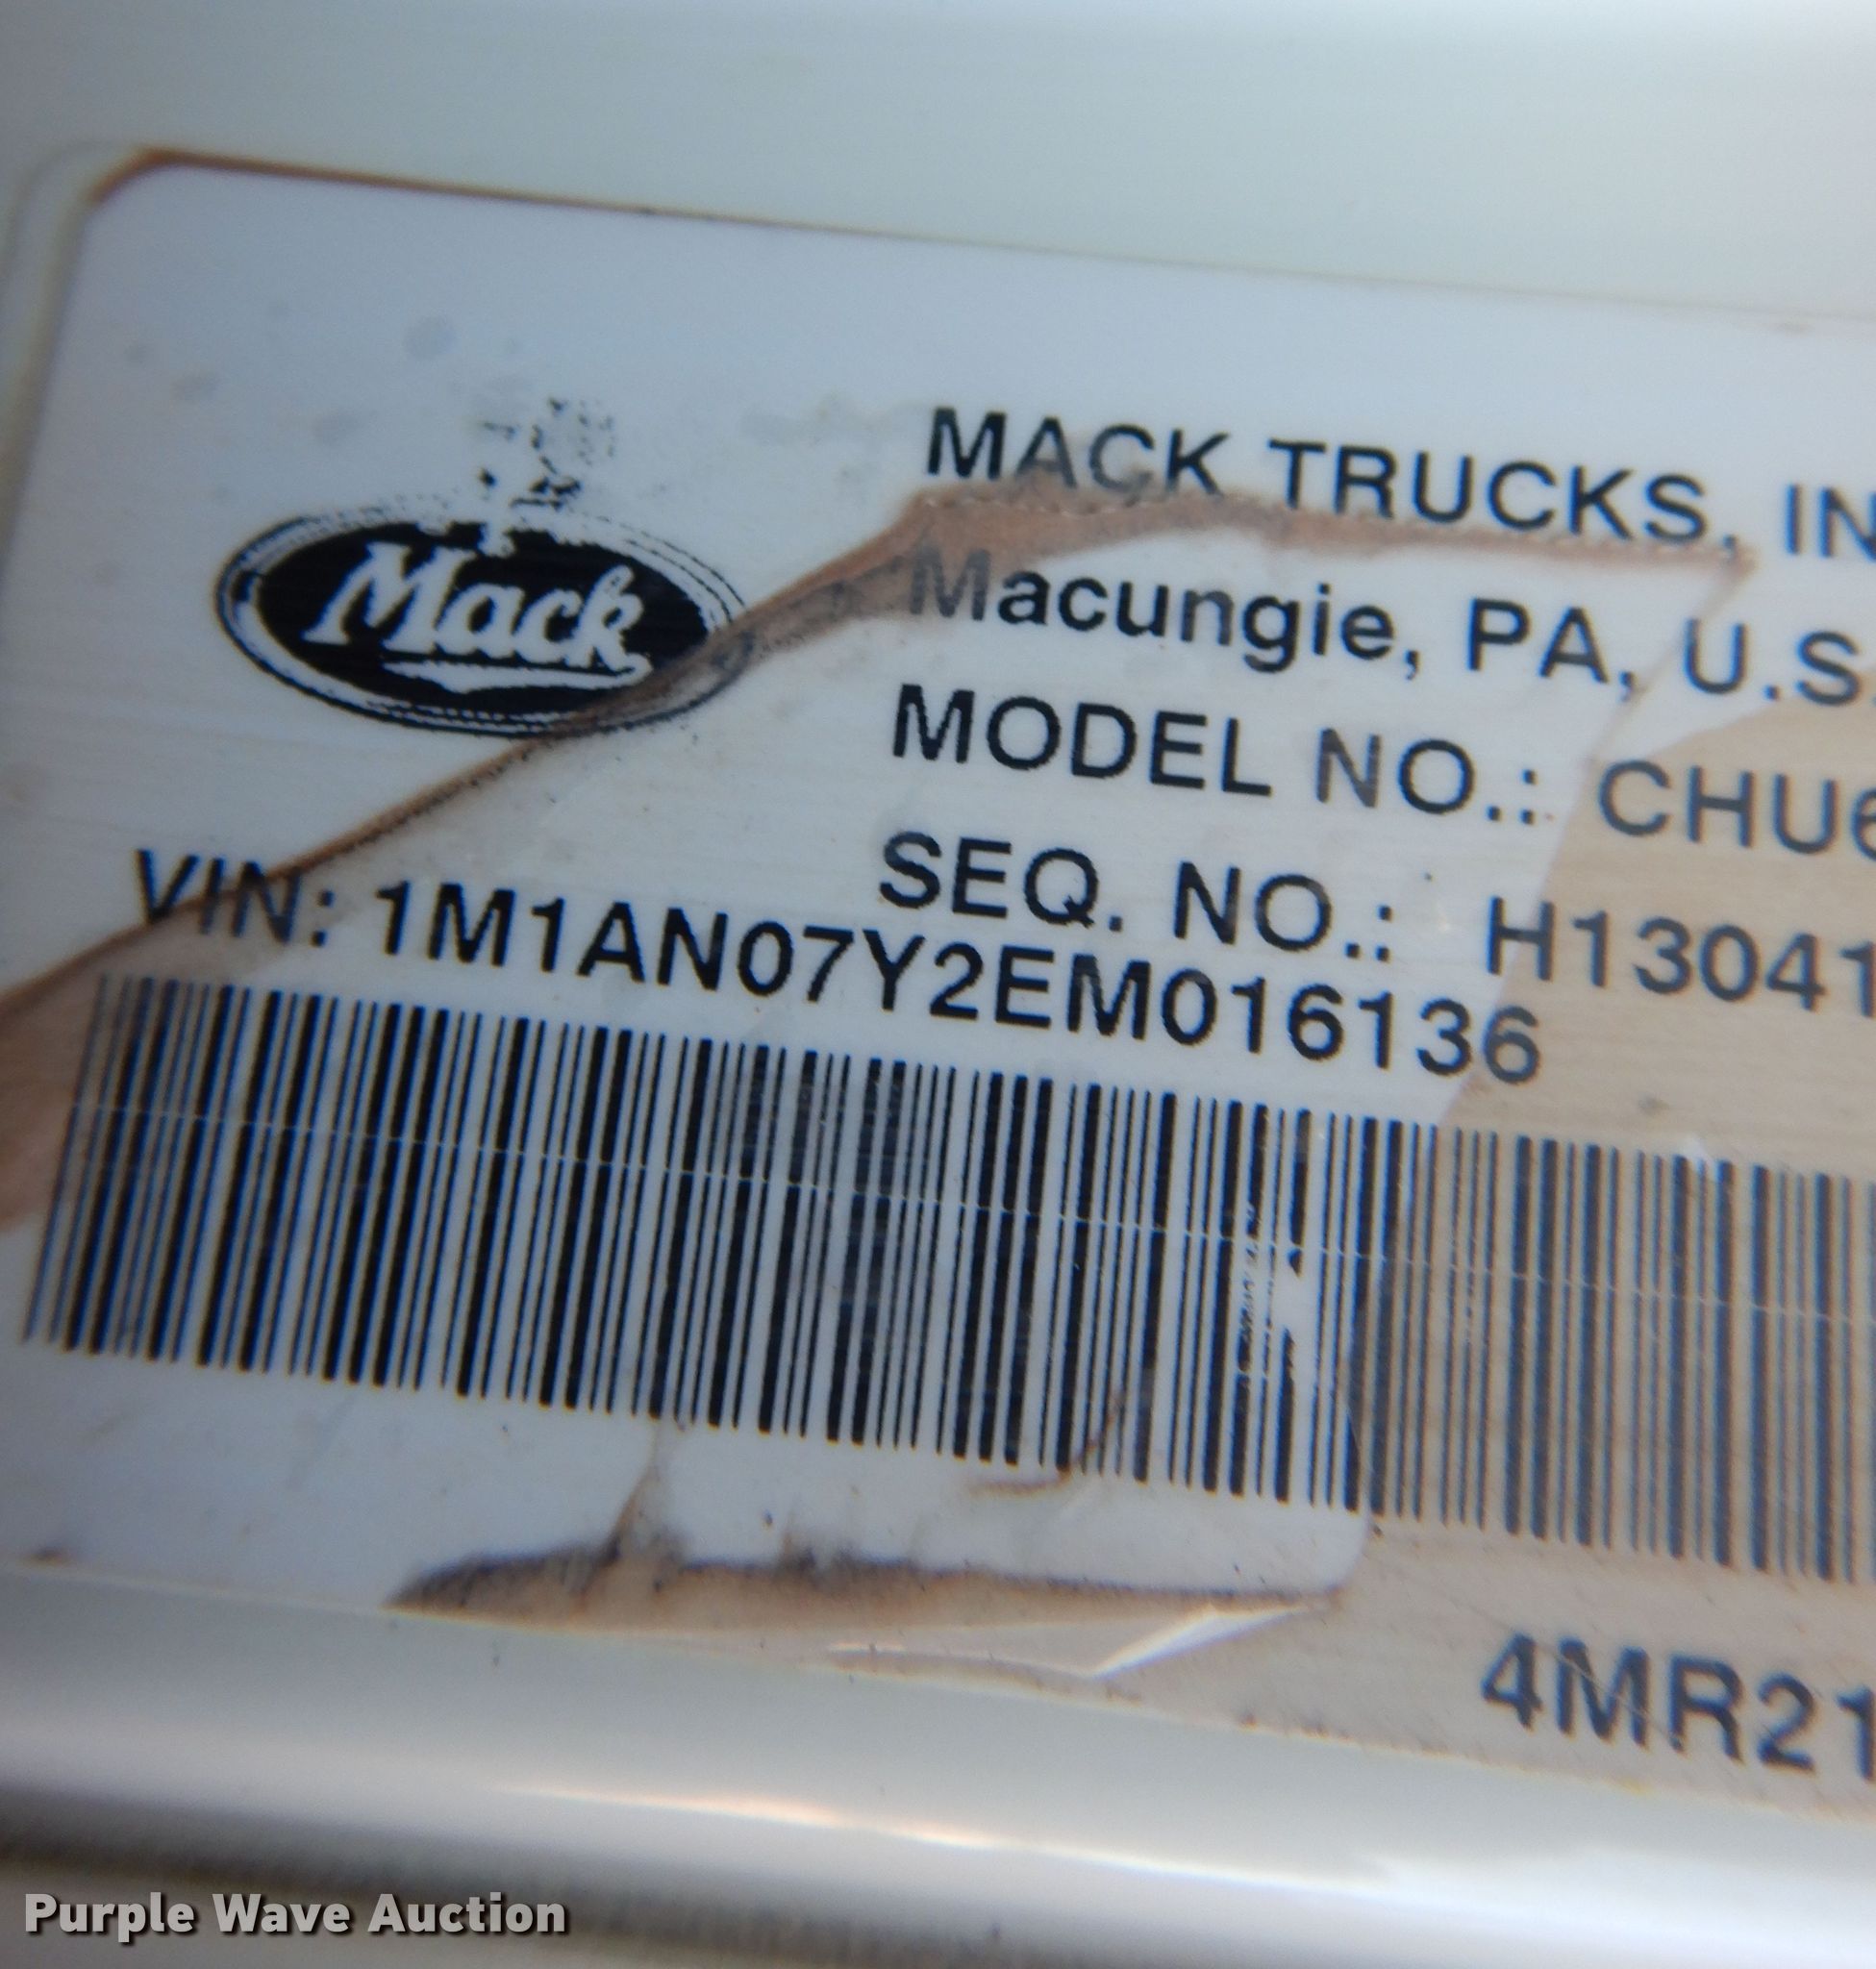 Mack
MACK TRUCKS, IN
Macungie, PA, U.S
MODEL NO.: CHU6
SEQ. NO.: H13041
VIN: 1M1AN07Y2EM016136
4MR21
Purple Wave Auction